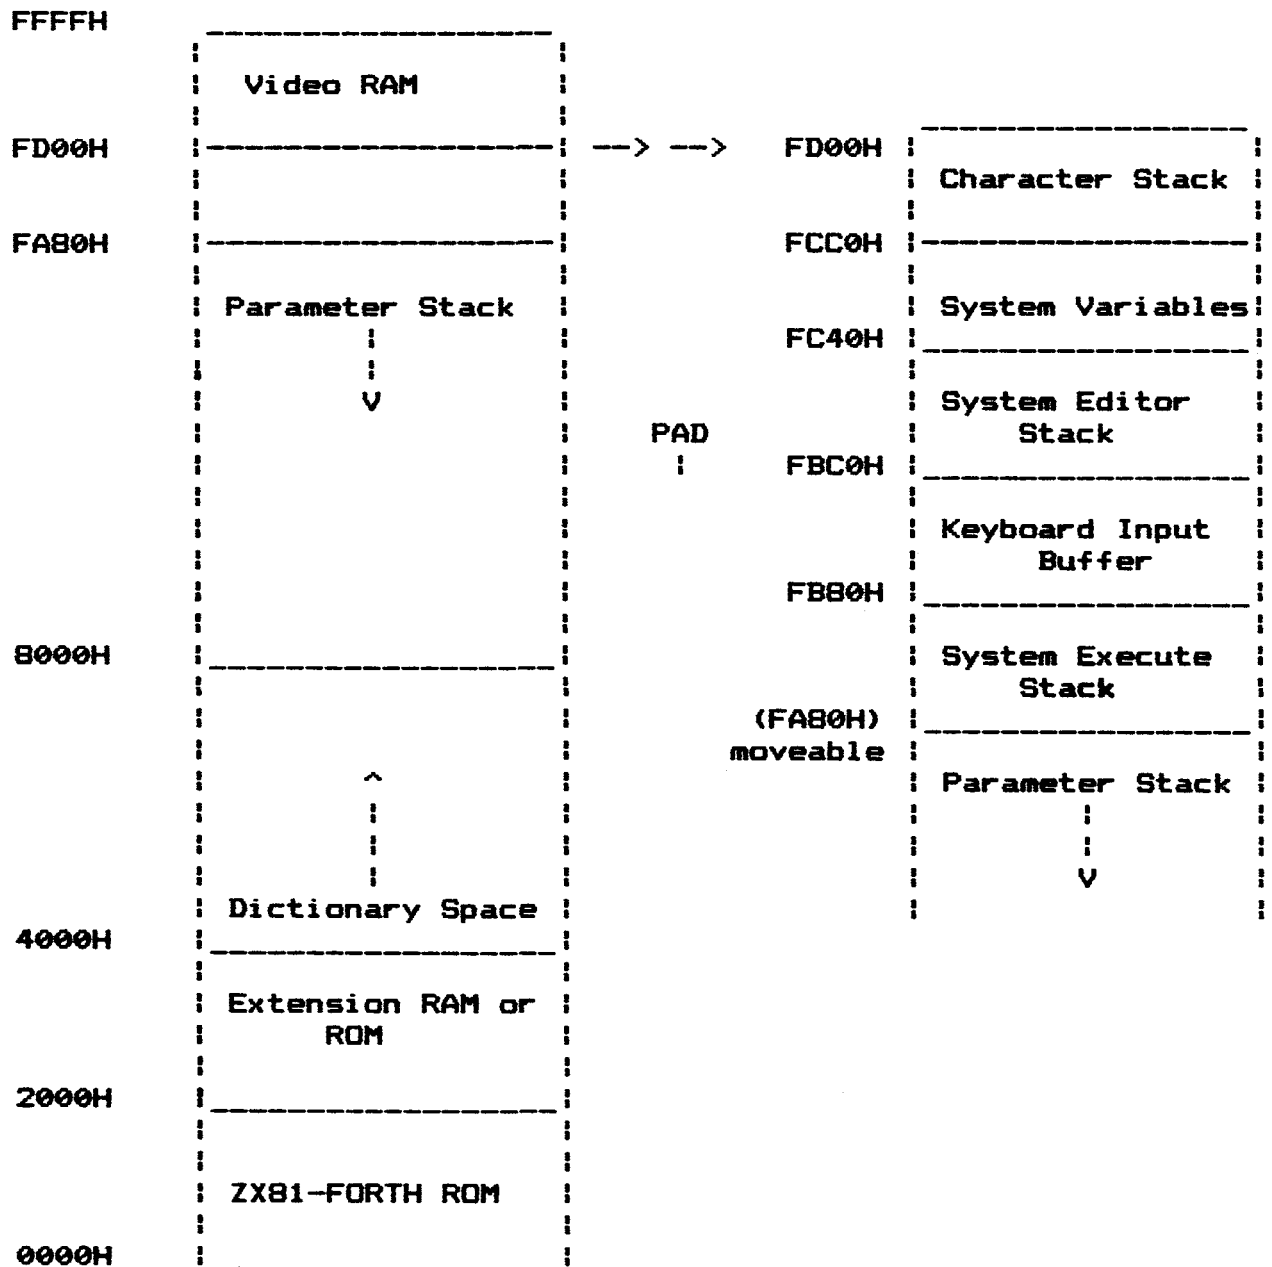 FFFFH
Video RAM
FD00H --> --> FD00H
Character Stack
FA80H FCC0H
Parameter Stack System Variables
FC40H
V System Editor
PAD Stack
FBC0H
Keyboard Input
Buffer
FB80H
8000H System Execute
Stack
(FA80H)
moveable
^ Parameter Stack
V
Dictionary Space
4000H
Extension RAM or
ROM
2000H
ZX81-FORTH ROM
0000H